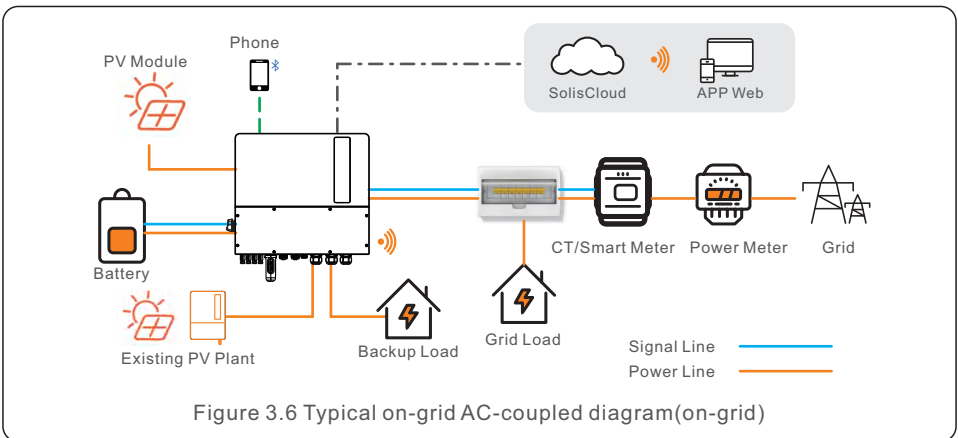 Phone
PV Module
SolisCloud
APP Web
CT/Smart Meter
Power Meter
Grid
Battery
Existing PV Plant
Backup Load
Grid Load
Signal Line
Power Line
Figure 3.6 Typical on-grid AC-coupled diagram(on-grid)